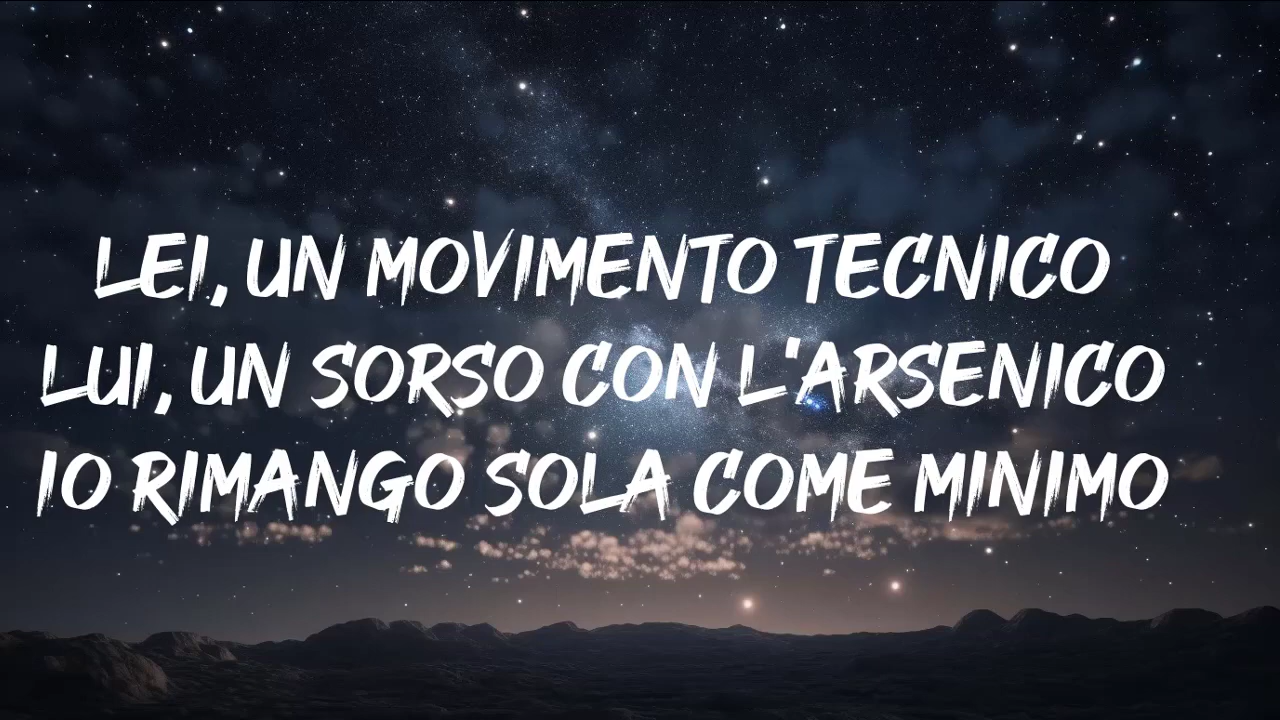 LEI, UN MOVIMENTO TECNICO
LUI, UN SORSO CON L'ARSENICO
IO RIMANGO SOLA COME MINIMO